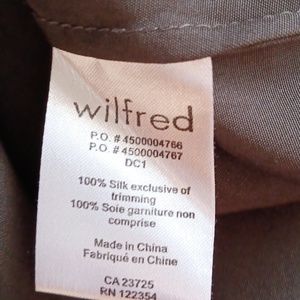 wilfred
P.O. # 4500004766
P.O. # 4500004767
DC1
100% Silk exclusive of
trimming
100% Soie garniture non
comprise
Made in China
Fabriqué en Chine
CA 23725
RN 122354